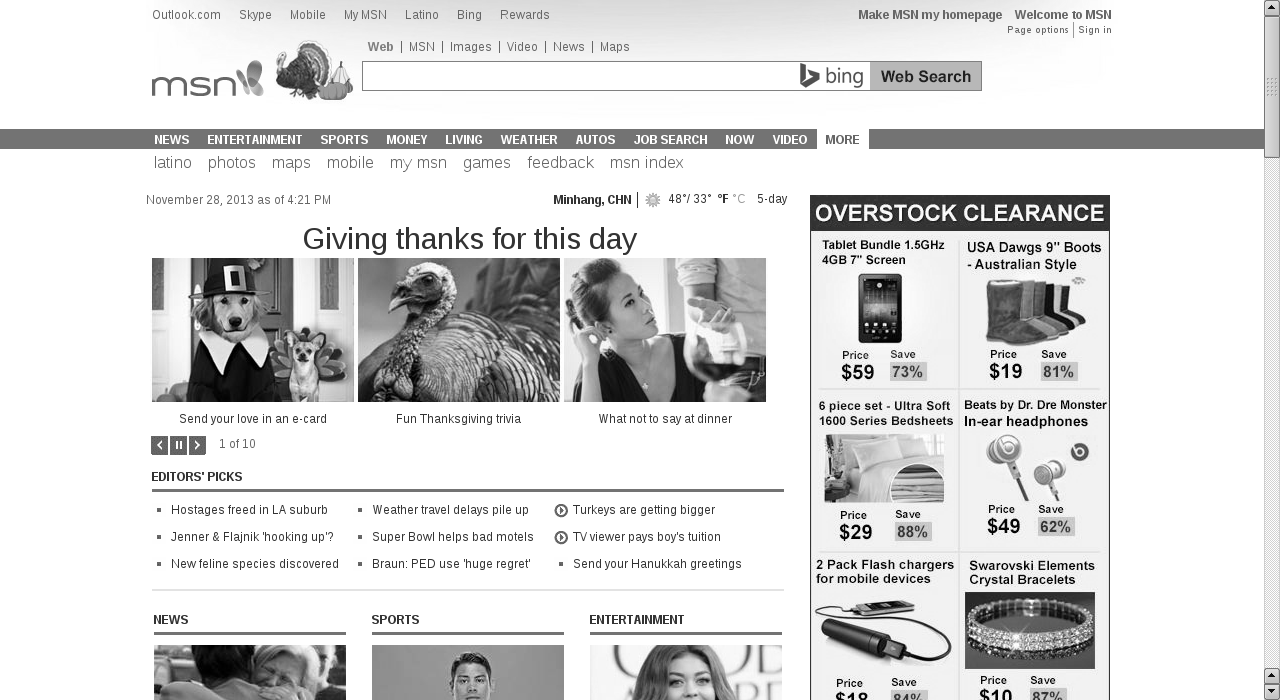 Outlook.com Skype Mobile My MSN Latino Bing Rewards
Make MSN my homepage Welcome to MSN
Page options Sign in
Web MSN Images Video News Maps
msn
bing Web Search
NEWS ENTERTAINMENT SPORTS MONEY LIVING WEATHER AUTOS JOB SEARCH NOW VIDEO MORE
latino photos maps mobile my msn games feedback msn index
November 28, 2013 as of 4:21 PM
Minhang, CHN 48°/ 33° °F °C 5-day
Giving thanks for this day
Send your love in an e-card
Fun Thanksgiving trivia
What not to say at dinner
1 of 10
EDITORS' PICKS
Hostages freed in LA suburb
Weather travel delays pile up
Turkeys are getting bigger
Jenner & Flajnik 'hooking up'?
Super Bowl helps bad motels
TV viewer pays boy's tuition
New feline species discovered
Braun: PED use 'huge regret'
Send your Hanukkah greetings
NEWS
SPORTS
ENTERTAINMENT
OVERSTOCK CLEARANCE
Tablet Bundle 1.5GHz
4GB 7" Screen
Price Save
$59 73%
USA Dawgs 9" Boots
- Australian Style
Price Save
$19 81%
6 piece set - Ultra Soft
1600 Series Bedsheets
Price Save
$29 88%
Beats by Dr. Dre Monster
In-ear headphones
Price Save
$49 62%
2 Pack Flash chargers
for mobile devices
Price Save
$18 84%
Swarovski Elements
Crystal Bracelets
Price Save
$10 87%